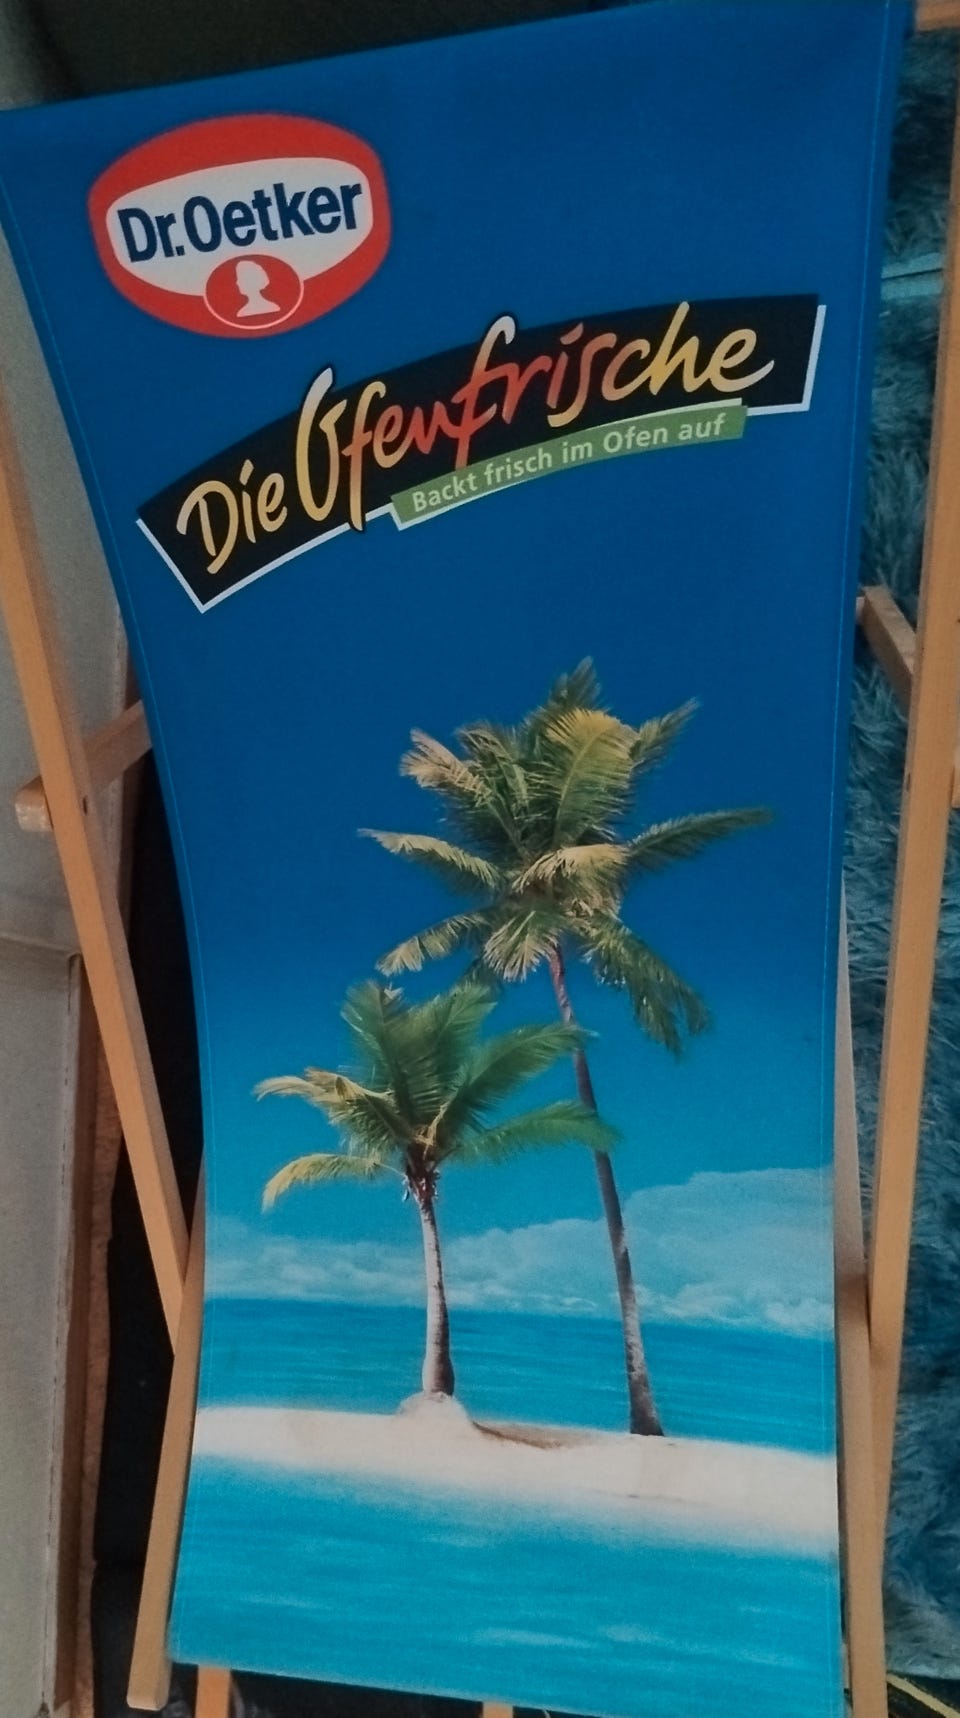 Dr.Oetker
Die Ofenfrische
Backt frisch im Ofen auf